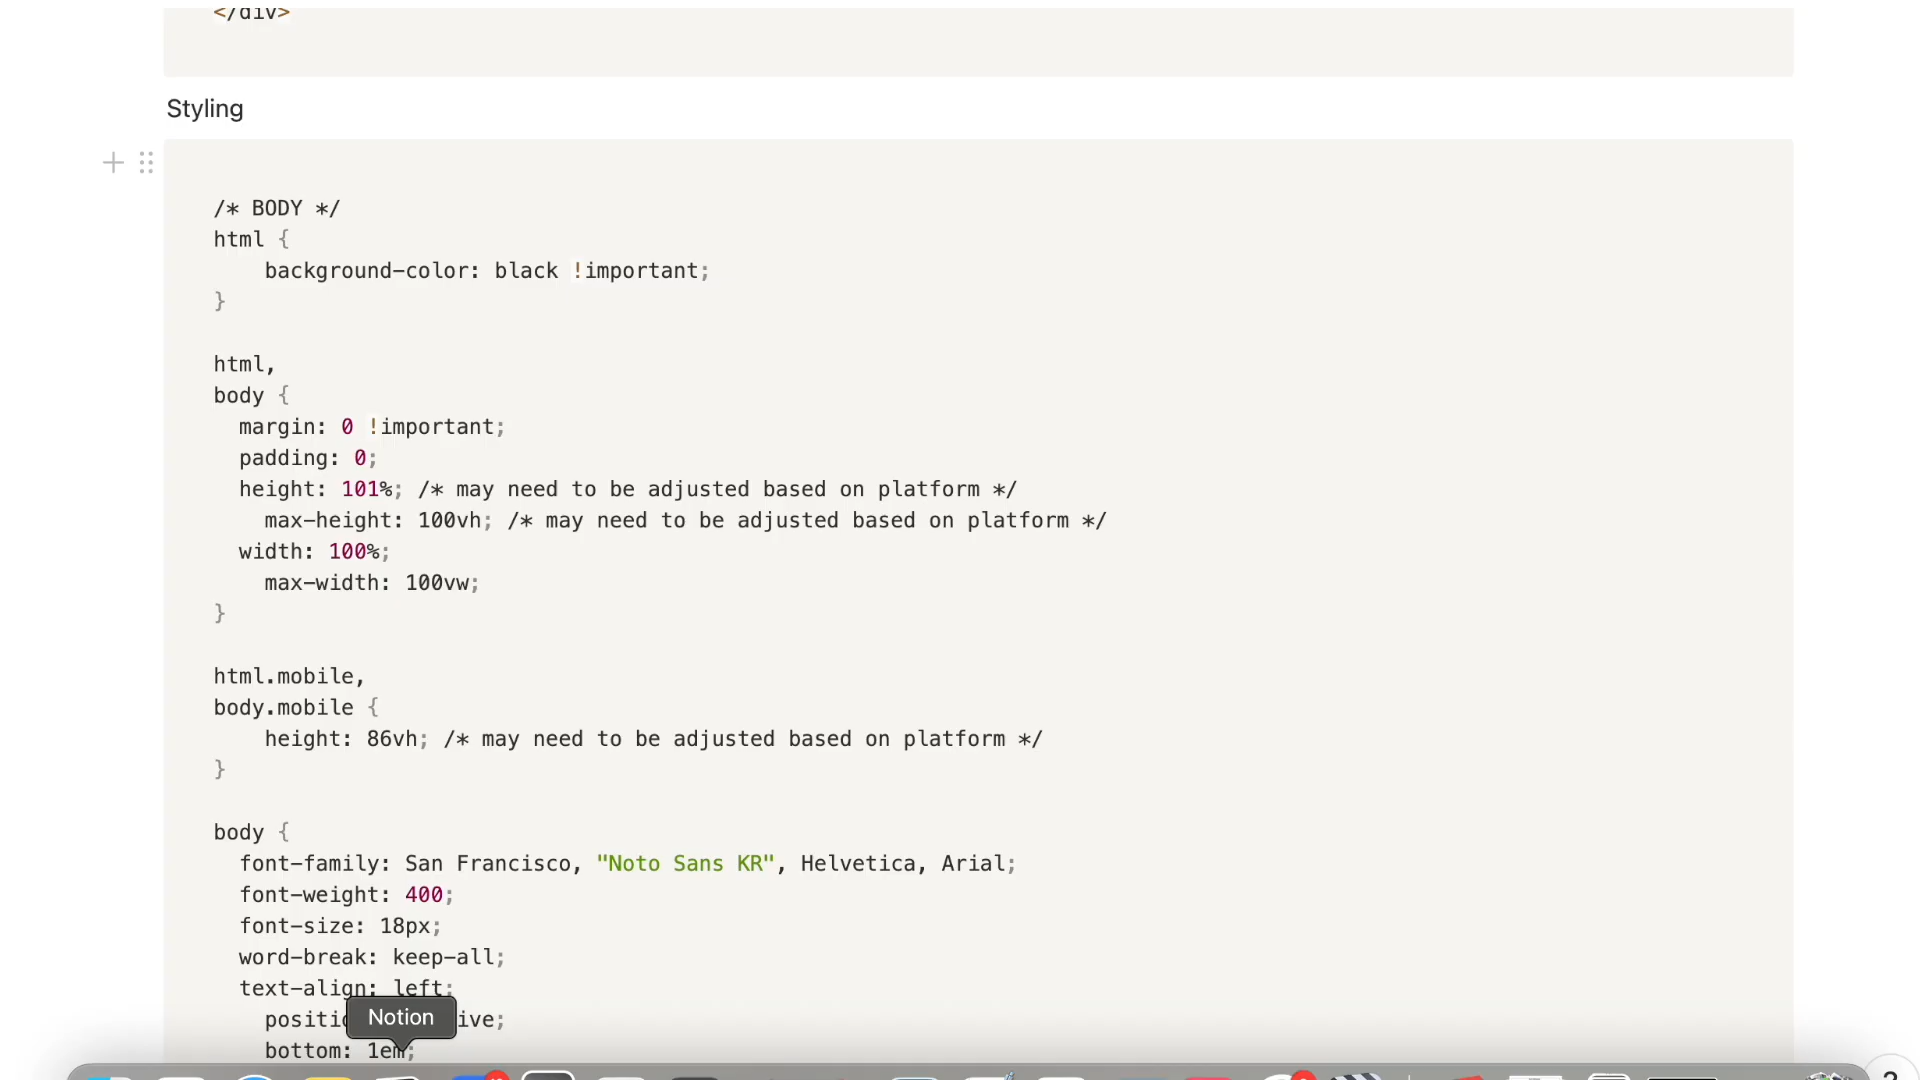 </div>
Styling
/* BODY */
html {
background-color: black !important;
}
html,
body {
margin: 0 !important;
padding: 0;
height: 101%; /* may need to be adjusted based on platform */
max-height: 100vh; /* may need to be adjusted based on platform */
width: 100%;
max-width: 100vw;
}
html.mobile,
body.mobile {
height: 86vh; /* may need to be adjusted based on platform */
}
body {
font-family: San Francisco, "Noto Sans KR", Helvetica, Arial;
font-weight: 400;
font-size: 18px;
word-break: keep-all;
text-align: left;
Notion
bottom: 1em;